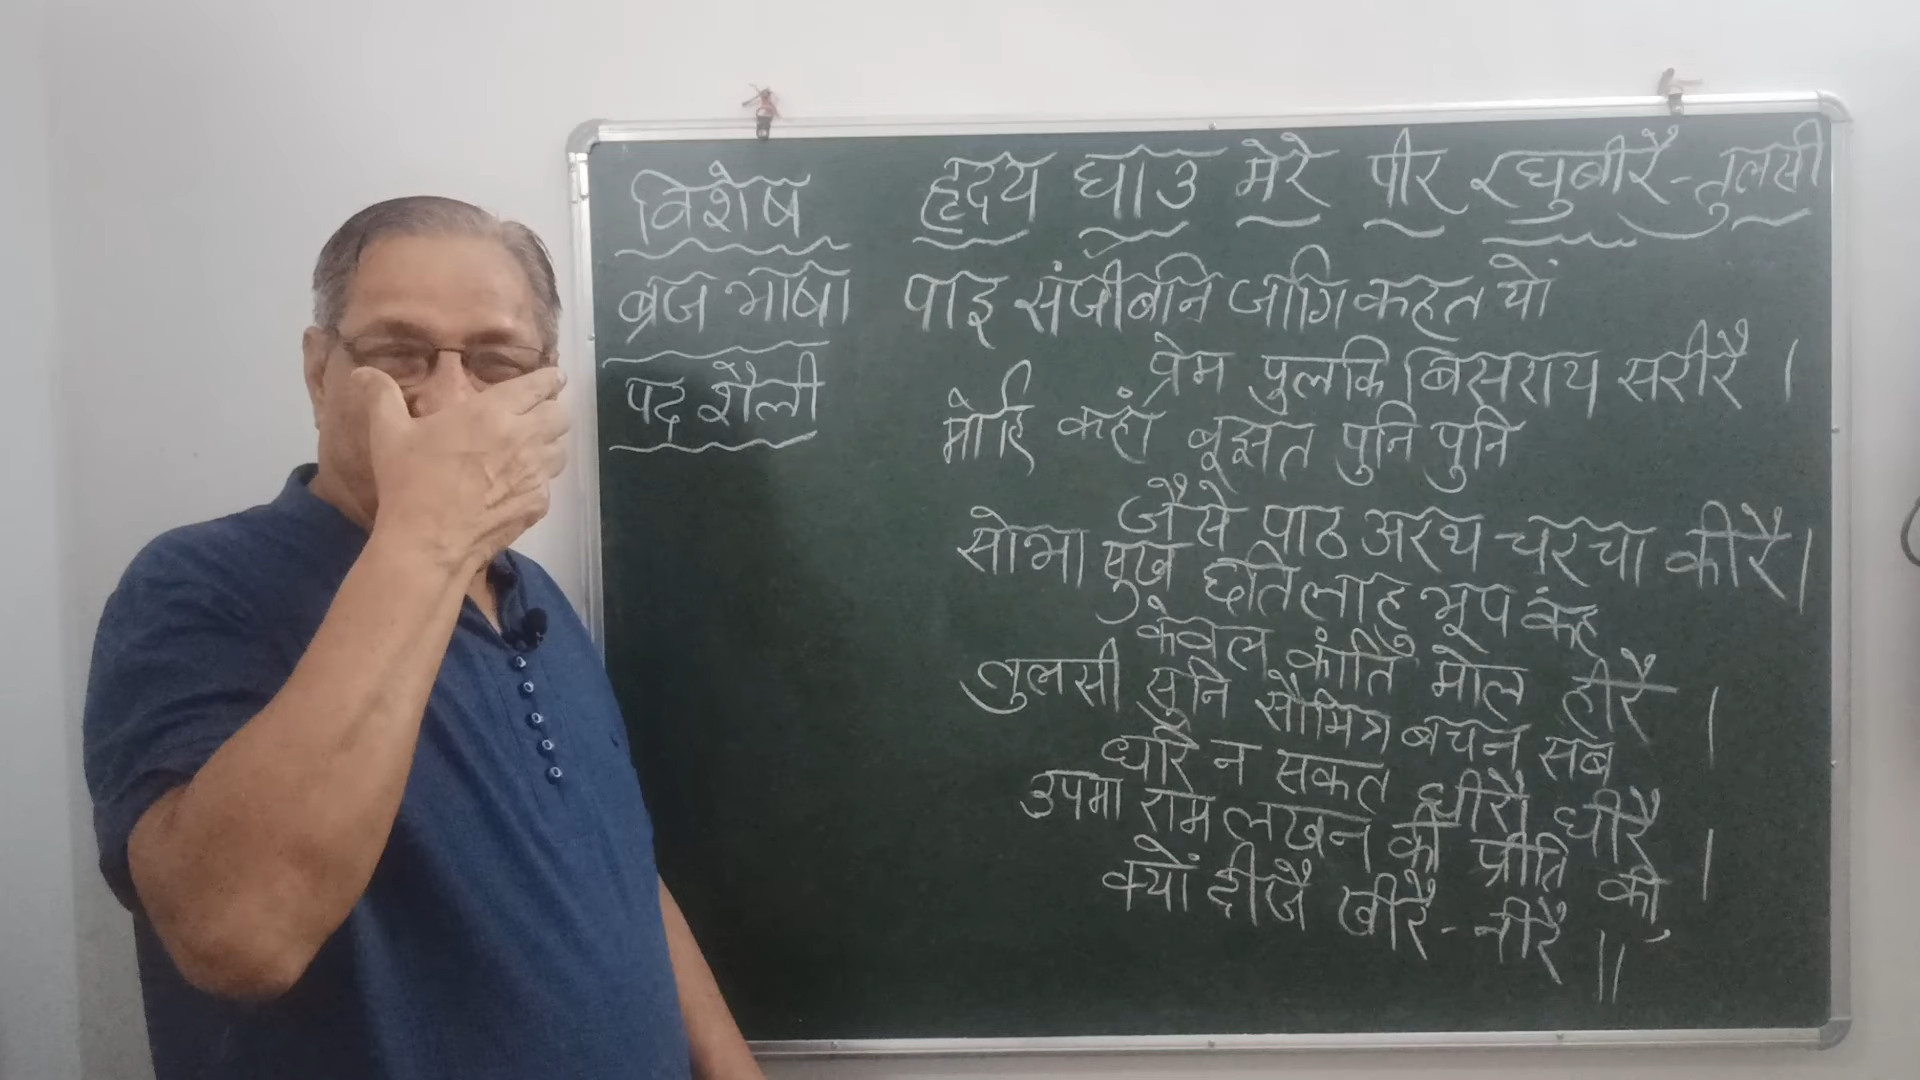 विशेष
ब्रज भाषा
पद शैली
हृदय घाउ मेरे पीर रघुबीरै - तुलसी
पाइ संजीबनि जागि कहत यों
प्रेम पुलकि बिसराय सरीरै ।
मोहि कहां बूझत पुनि पुनि
जैसे पाठ अरथ चरचा कीरै।
सोभा सुख छति लाहु भूप कहं
केवल कांति मोल हीरै ।
तुलसी सुनि सौमित्र बचन सब
धरि न सकत धीरौ धीरै ।
उपमा राम लखन की प्रीति की
क्यों दीजै खीरै - नीरै ॥